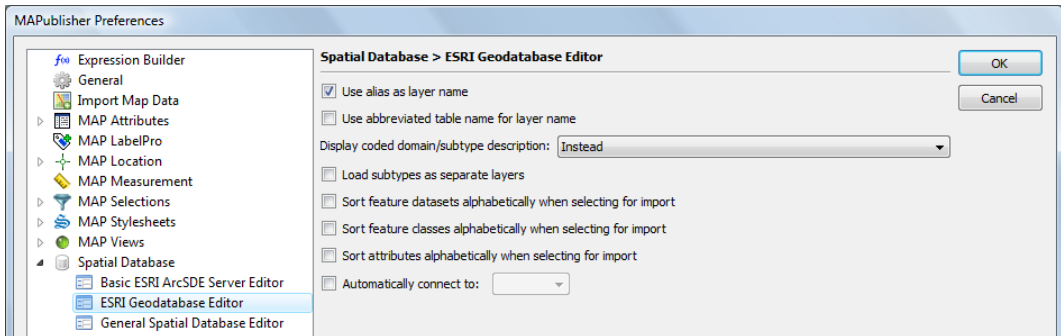 MAPublisher Preferences
f(x) Expression Builder
General
Import Map Data
MAP Attributes
MAP LabelPro
MAP Location
MAP Measurement
MAP Selections
MAP Stylesheets
MAP Views
Spatial Database
Basic ESRI ArcSDE Server Editor
ESRI Geodatabase Editor
General Spatial Database Editor
Spatial Database > ESRI Geodatabase Editor
Use alias as layer name
Use abbreviated table name for layer name
Display coded domain/subtype description: Instead
Load subtypes as separate layers
Sort feature datasets alphabetically when selecting for import
Sort feature classes alphabetically when selecting for import
Sort attributes alphabetically when selecting for import
Automatically connect to:
OK
Cancel